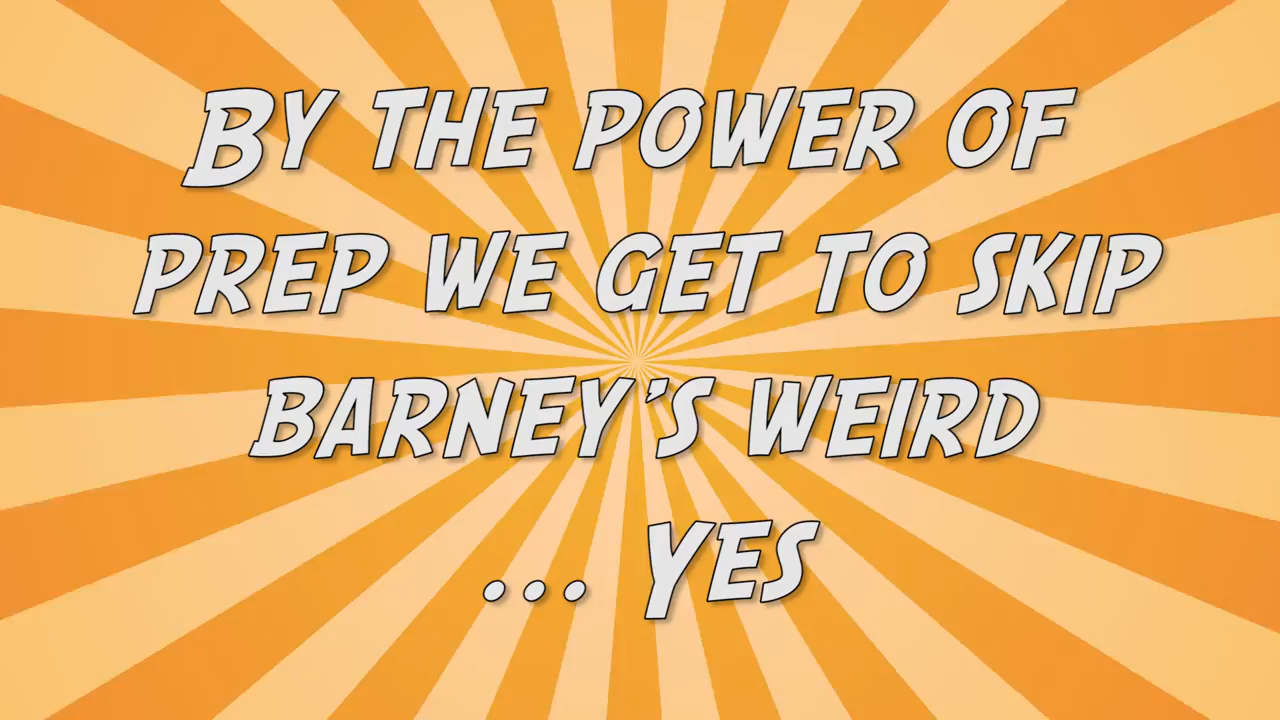 By the power of
prep we get to skip
barney's weird
... Yes